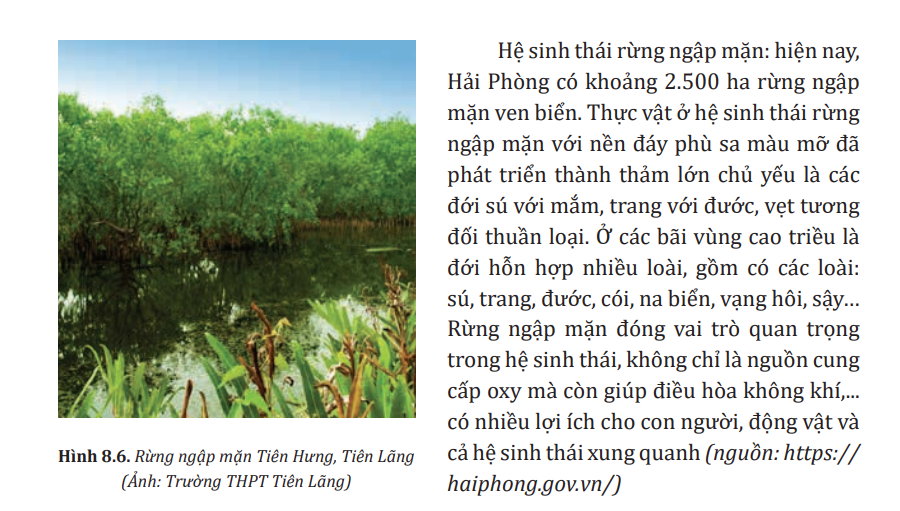 Hệ sinh thái rừng ngập mặn: hiện nay,
Hải Phòng có khoảng 2.500 ha rừng ngập
mặn ven biển. Thực vật ở hệ sinh thái rừng
ngập mặn với nền đáy phù sa màu mỡ đã
phát triển thành thảm lớn chủ yếu là các
đới sú với mắm, trang với đước, vẹt tương
đối thuần loại. Ở các bãi vùng cao triều là
đới hỗn hợp nhiều loài, gồm có các loài:
sú, trang, đước, cói, na biển, vạng hôi, sậy...
Rừng ngập mặn đóng vai trò quan trọng
trong hệ sinh thái, không chỉ là nguồn cung
cấp oxy mà còn giúp điều hòa không khí,...
có nhiều lợi ích cho con người, động vật và
cả hệ sinh thái xung quanh (nguồn: https://
haiphong.gov.vn/)
Hình 8.6. Rừng ngập mặn Tiên Hưng, Tiên Lãng
(Ảnh: Trường THPT Tiên Lãng)